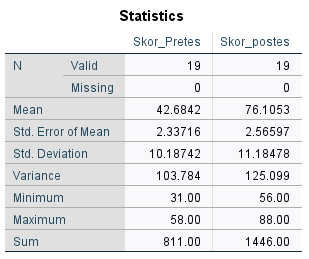 Statistics
Skor_Pretes Skor_postes
N Valid 19 19
Missing 0 0
Mean 42.6842 76.1053
Std. Error of Mean 2.33716 2.56597
Std. Deviation 10.18742 11.18478
Variance 103.784 125.099
Minimum 31.00 56.00
Maximum 58.00 88.00
Sum 811.00 1446.00